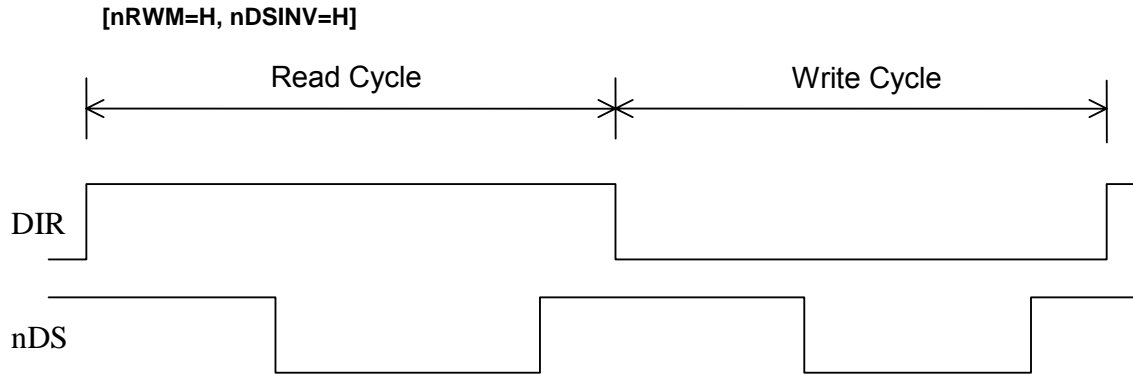 [nRWM=H, nDSINV=H]
Read Cycle
Write Cycle
DIR
nDS